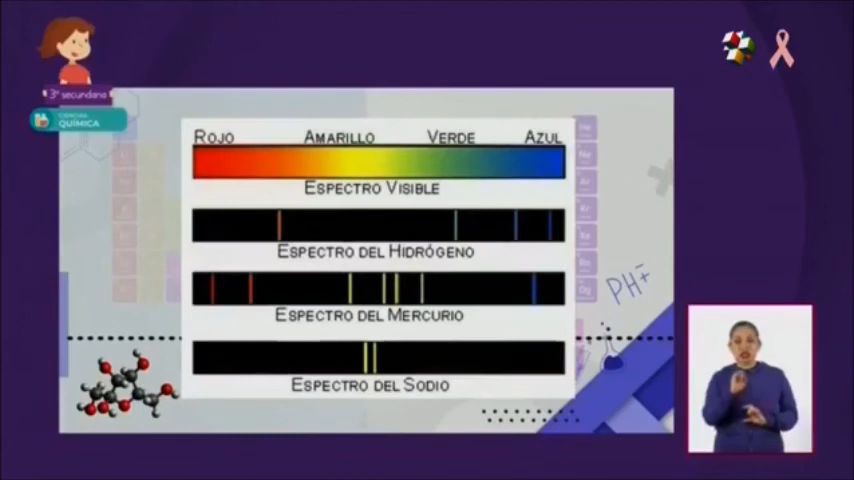 3° secundaria
CIENCIAS
QUÍMICA
ROJO AMARILLO VERDE AZUL
ESPECTRO VISIBLE
ESPECTRO DEL HIDRÓGENO
ESPECTRO DEL MERCURIO
ESPECTRO DEL SODIO
PH-